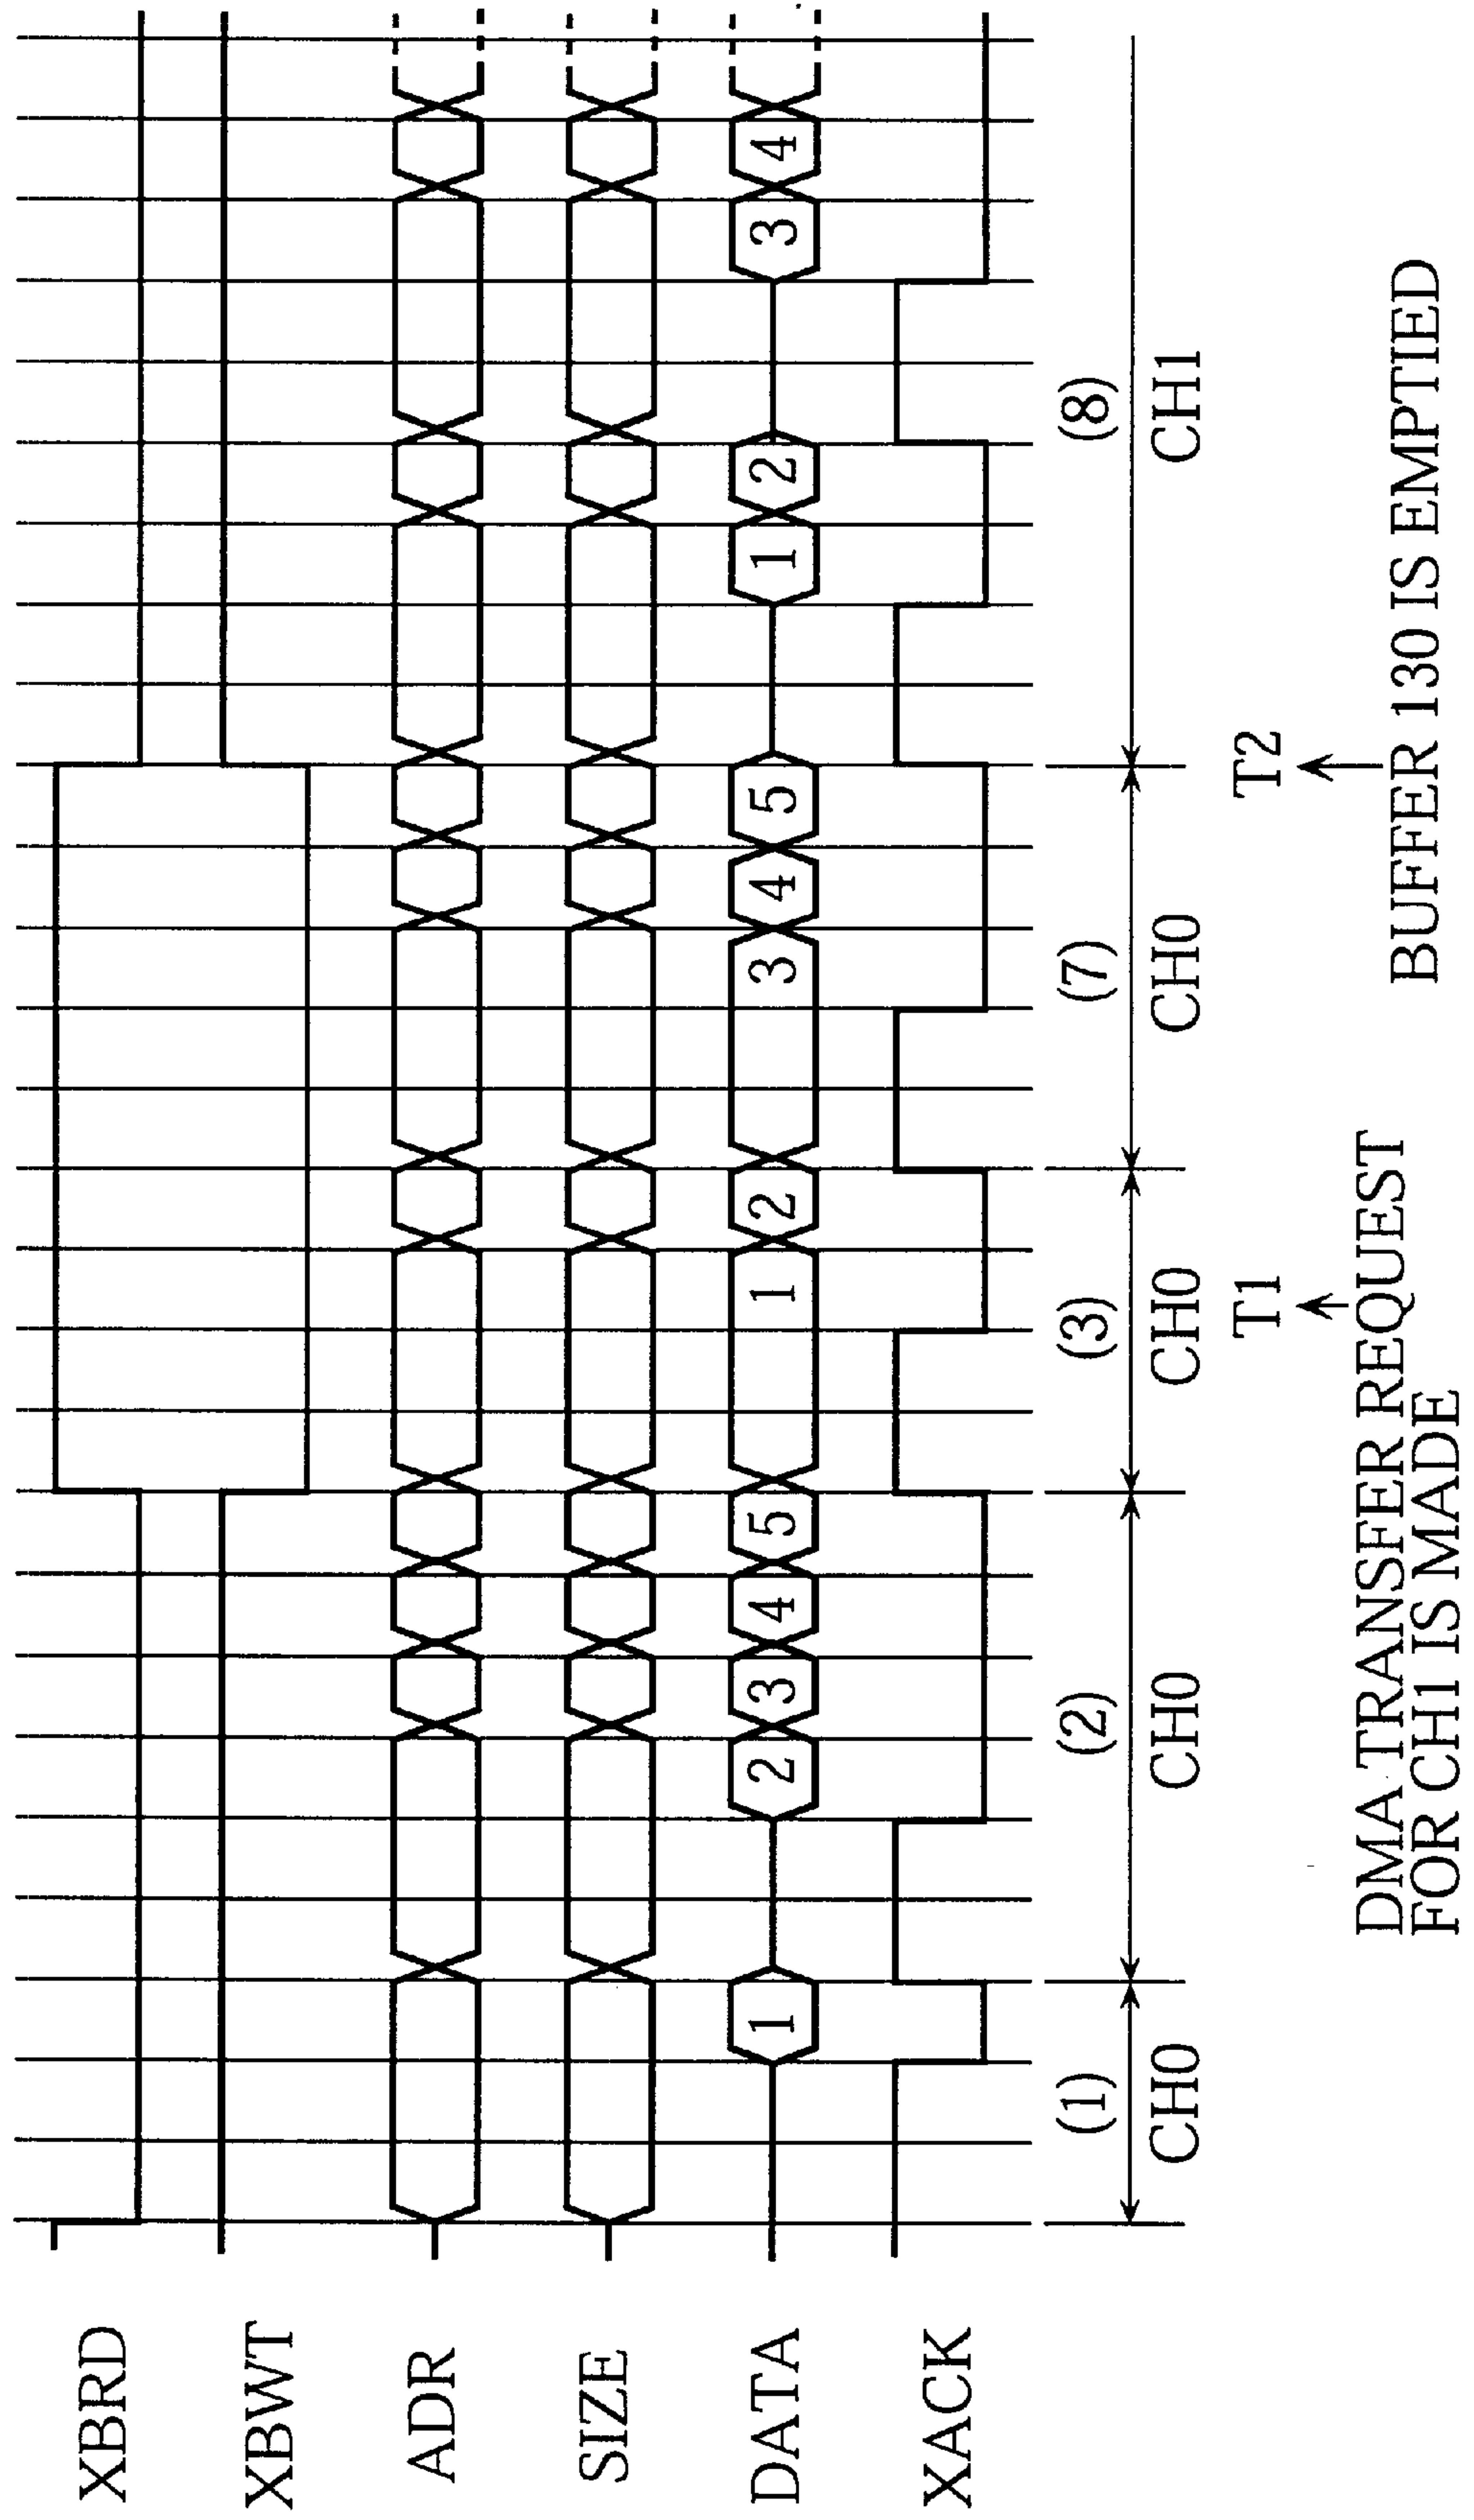 XBRD
XBWT
ADR
SIZE
DATA 1 2 3 4 5 1 2 3 4 5 1 2 3 4
XACK
(1) (2) (3) (7) (8)
CH0 CH0 CH0 CH0 CH1
T1 T2
DMA TRANSFER REQUEST
FOR CH1 IS MADE
BUFFER 130 IS EMPTIED